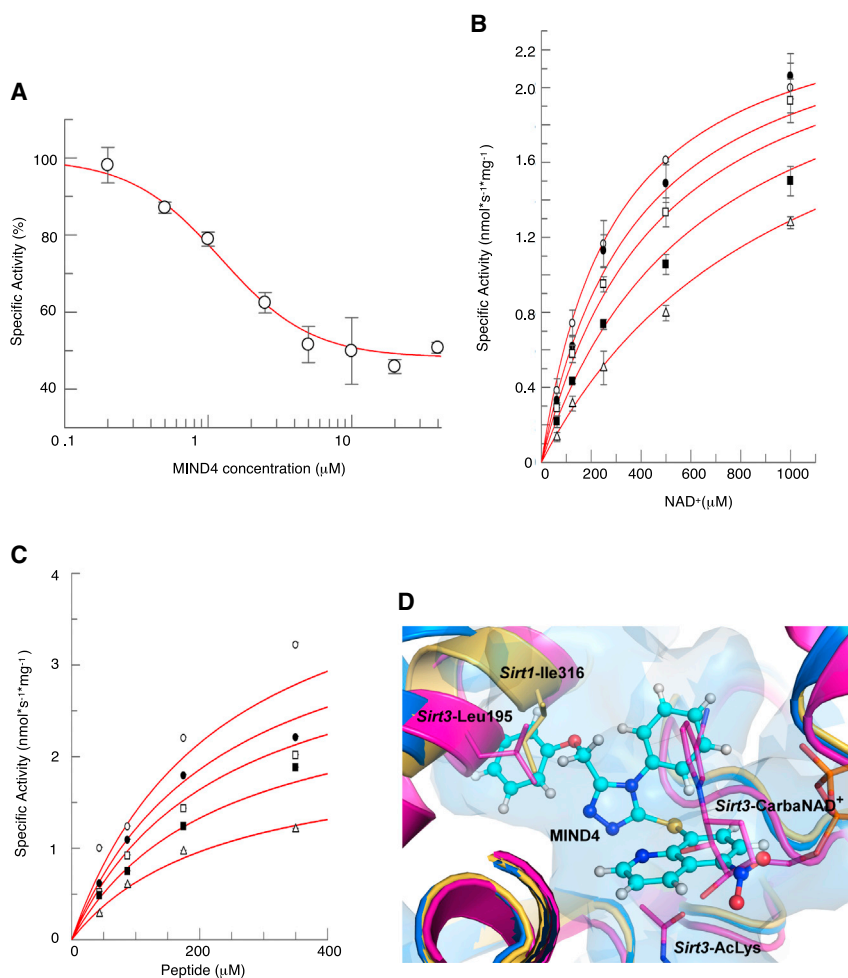 A
Specific Activity (%)
100
80
60
40
0.1
1
10
MIND4 concentration (μM)
B
Specific Activity (nmol*s⁻¹*mg⁻¹)
2.2
2.0
1.6
1.2
0.8
0.4
0
0
200
400
600
800
1000
NAD⁺(μM)
C
Specific Activity (nmol*s⁻¹*mg⁻¹)
4
3
2
1
0
0
200
400
Peptide (μM)
D
Sirt1-Ile316
Sirt3-Leu195
Sirt3-CarbaNAD⁺
MIND4
Sirt3-AcLys